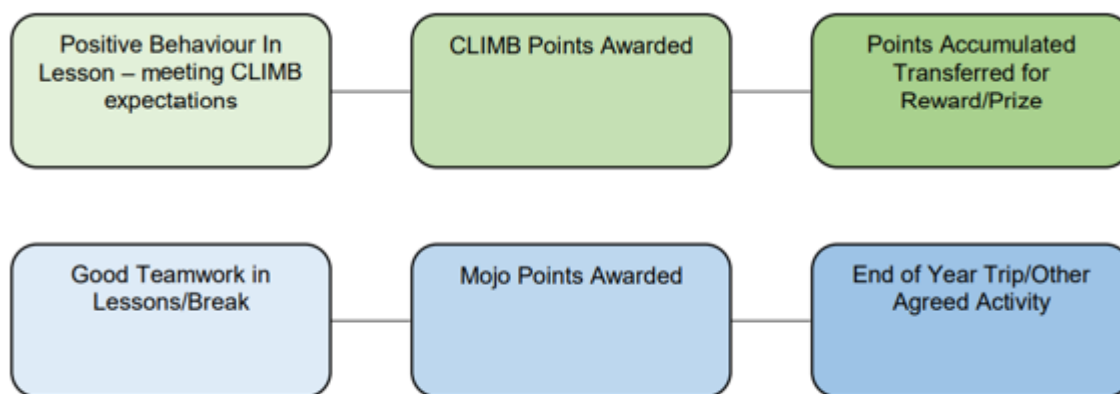 Positive Behaviour In
Lesson – meeting CLIMB
expectations
CLIMB Points Awarded
Points Accumulated
Transferred for
Reward/Prize
Good Teamwork in
Lessons/Break
Mojo Points Awarded
End of Year Trip/Other
Agreed Activity